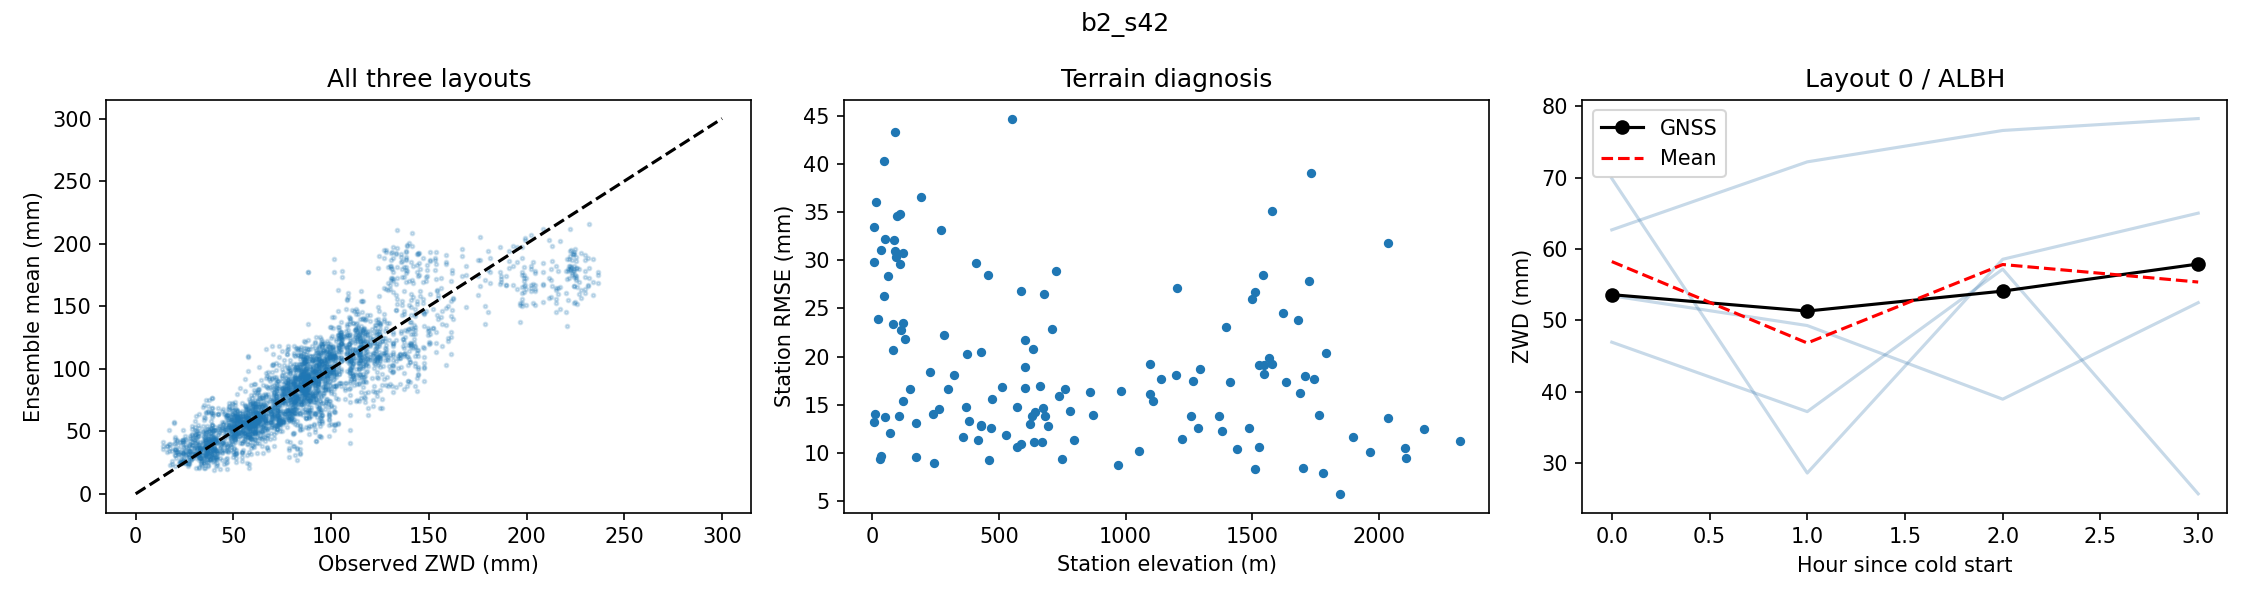 b2_s42
All three layouts
Ensemble mean (mm)
300
250
200
150
100
50
0
0 50 100 150 200 250 300
Observed ZWD (mm)
Terrain diagnosis
Station RMSE (mm)
45
40
35
30
25
20
15
10
5
0 500 1000 1500 2000
Station elevation (m)
Layout 0 / ALBH
GNSS
Mean
ZWD (mm)
80
70
60
50
40
30
0.0 0.5 1.0 1.5 2.0 2.5 3.0
Hour since cold start